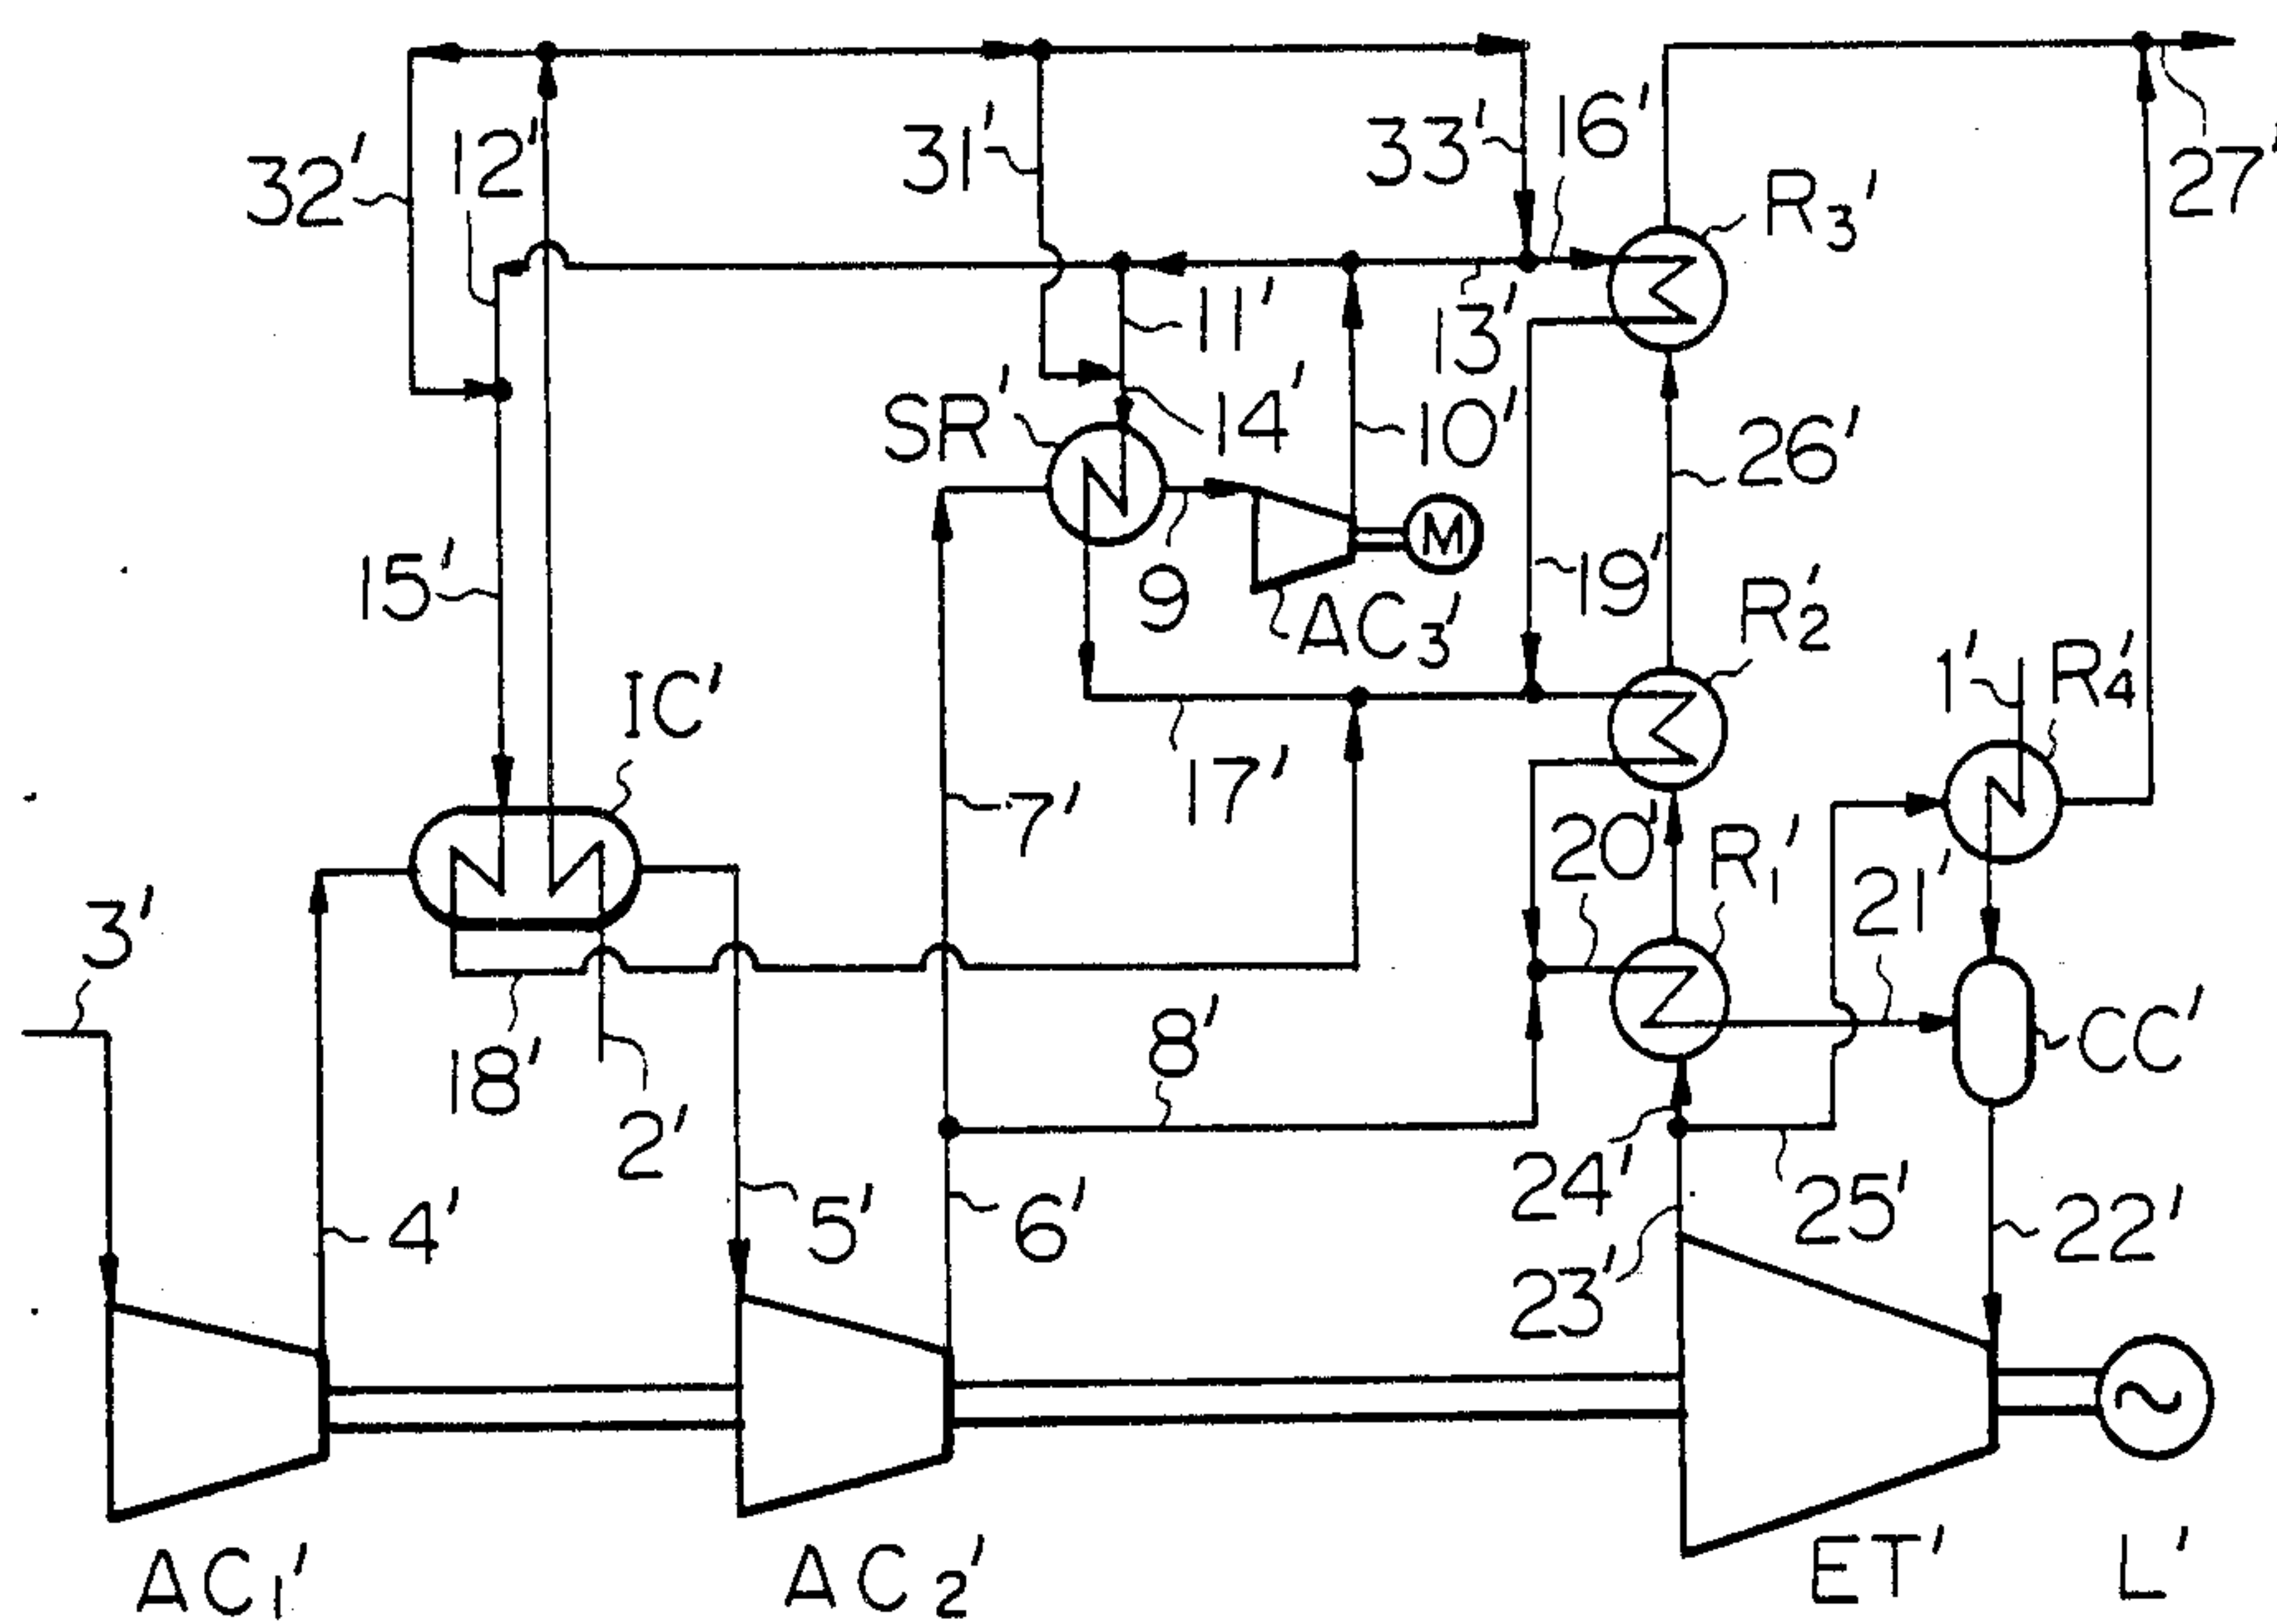 32'
12'
31'
33'
16'
R3'
27'
11'
13'
SR'
14'
10'
26'
15'
9
M
AC3'
19'
R2'
1'
R4'
IC'
7'
17'
20'
R1'
21'
3'
18'
2'
8'
CC'
4'
5'
6'
24'
25'
22'
23'
AC1'
AC2'
ET'
L'